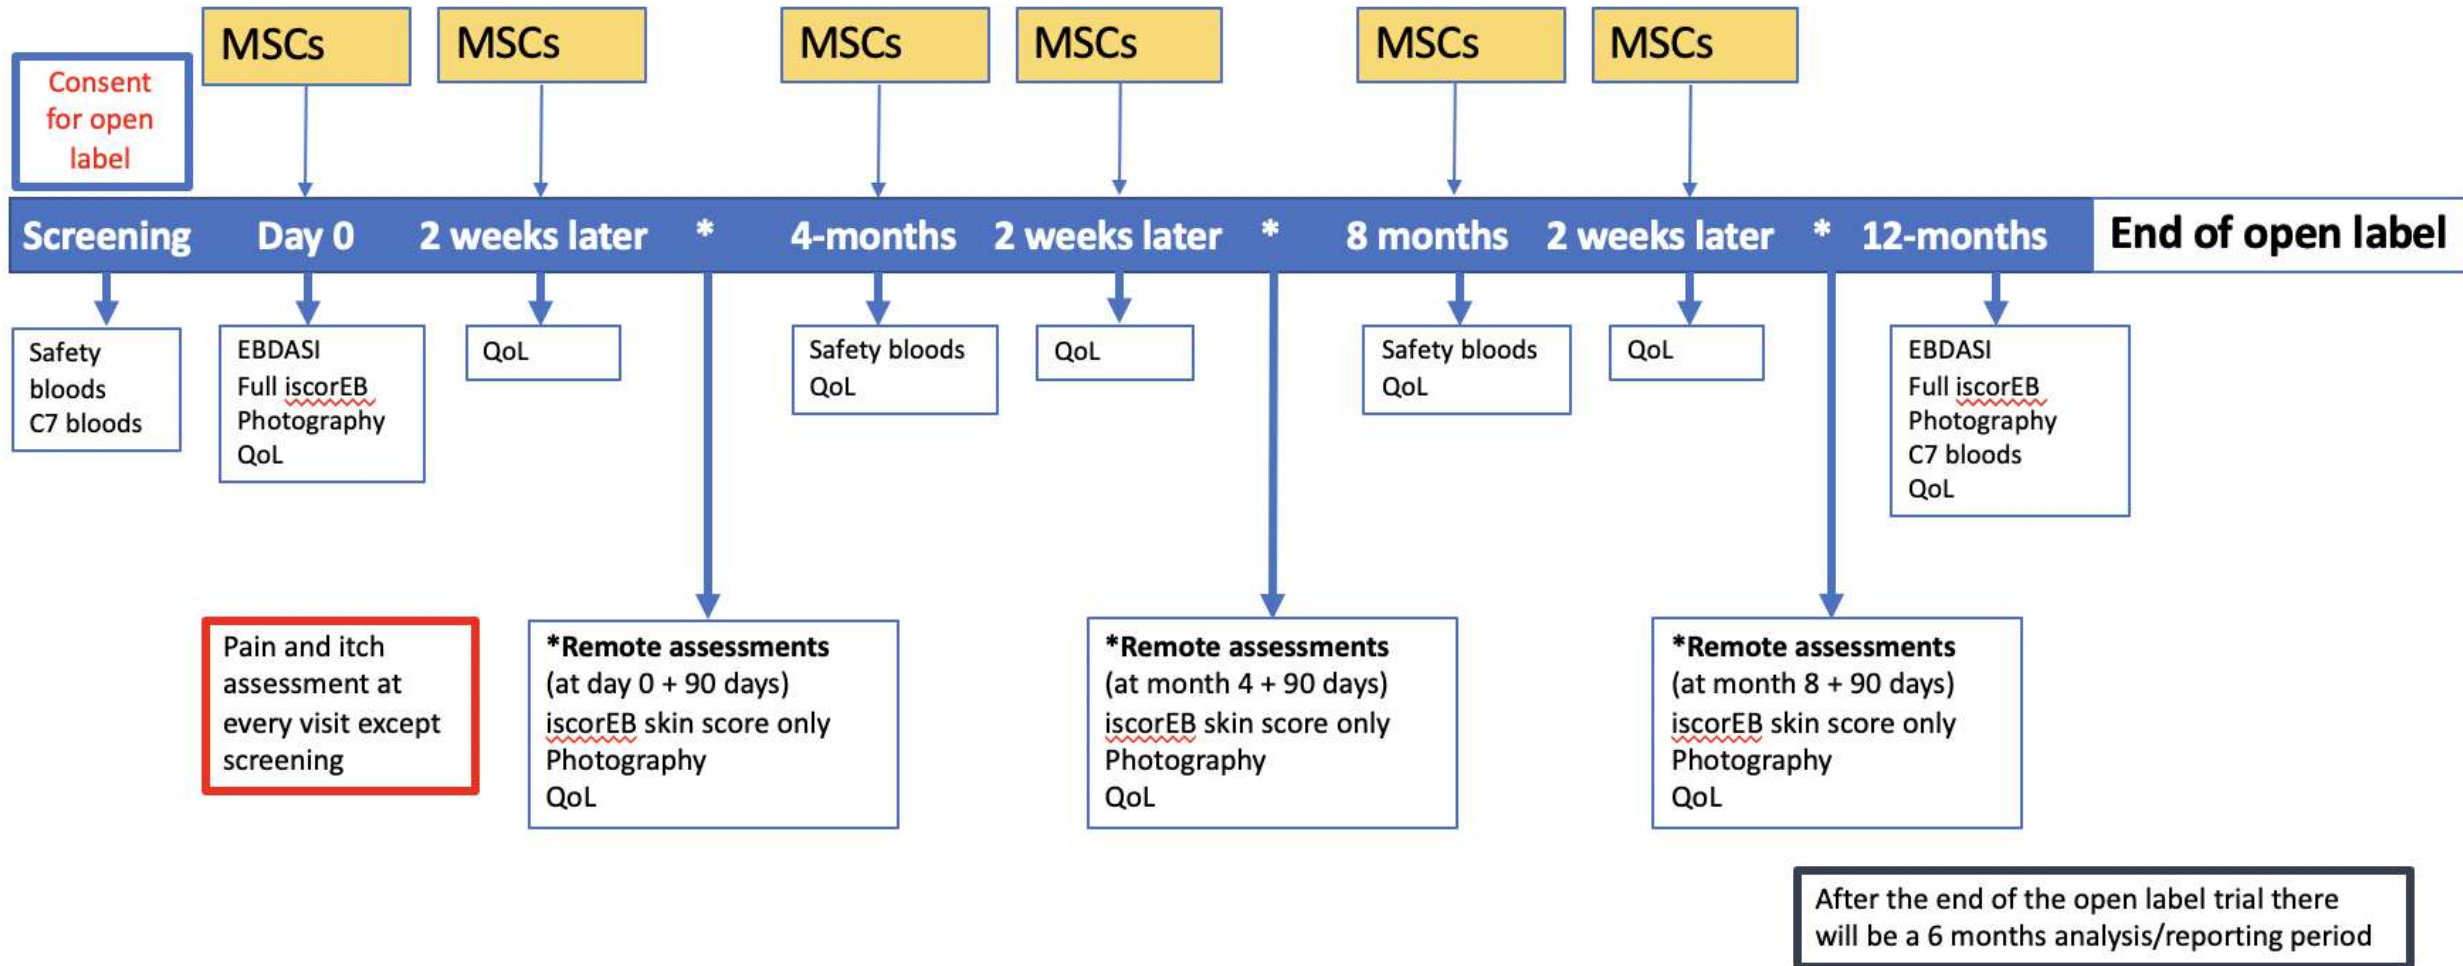 MSCs
MSCs
MSCs
MSCs
MSCs
MSCs
Consent
for open
label
Screening
Day 0
2 weeks later
*
4-months
2 weeks later
*
8 months
2 weeks later
*
12-months
End of open label
Safety
bloods
C7 bloods
EBDASI
Full iscorEB
Photography
QoL
QoL
Safety bloods
QoL
QoL
Safety bloods
QoL
QoL
EBDASI
Full iscorEB
Photography
C7 bloods
QoL
Pain and itch
assessment at
every visit except
screening
*Remote assessments
(at day 0 + 90 days)
iscorEB skin score only
Photography
QoL
*Remote assessments
(at month 4 + 90 days)
iscorEB skin score only
Photography
QoL
*Remote assessments
(at month 8 + 90 days)
iscorEB skin score only
Photography
QoL
After the end of the open label trial there
will be a 6 months analysis/reporting period